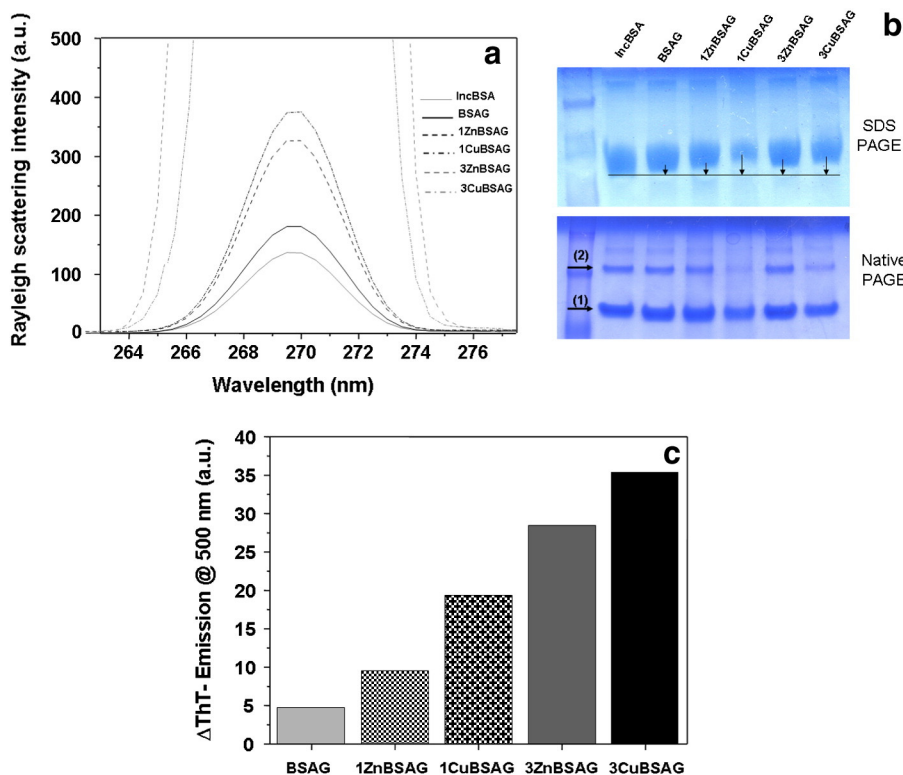 a
Rayleigh scattering intensity (a.u.)
500
400
300
200
100
0
264 266 268 270 272 274 276
Wavelength (nm)
IncBSA
BSAG
1ZnBSAG
1CuBSAG
3ZnBSAG
3CuBSAG
b
IncBSA BSAG 1ZnBSAG 1CuBSAG 3ZnBSAG 3CuBSAG
SDS
PAGE
(2)
(1)
Native
PAGE
c
ΔThT- Emission @ 500 nm (a.u.)
40
35
30
25
20
15
10
5
0
BSAG 1ZnBSAG 1CuBSAG 3ZnBSAG 3CuBSAG